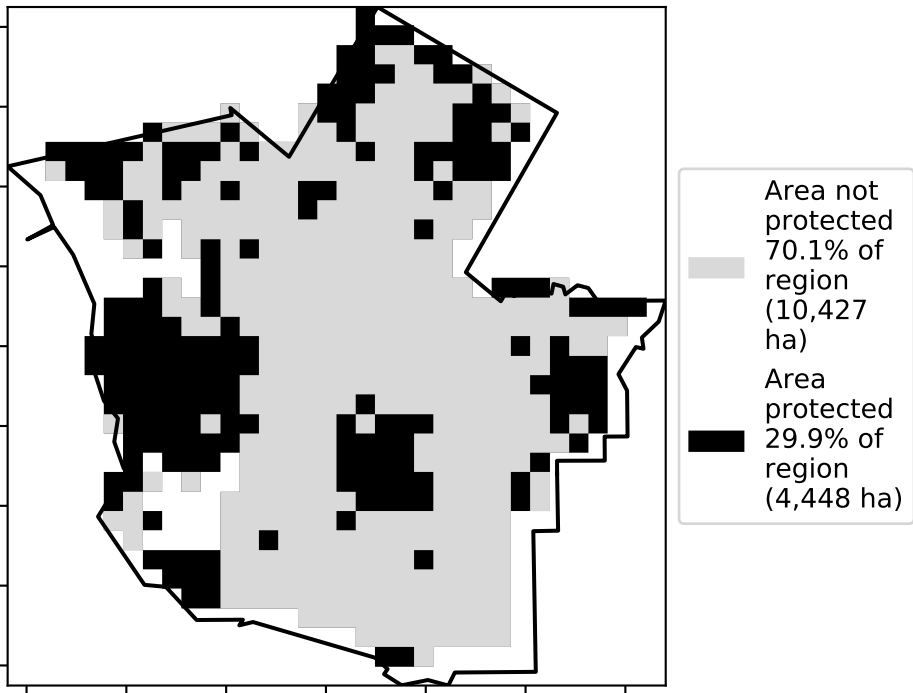 Area not
protected
70.1% of
region
(10,427
ha)
Area
protected
29.9% of
region
(4,448 ha)